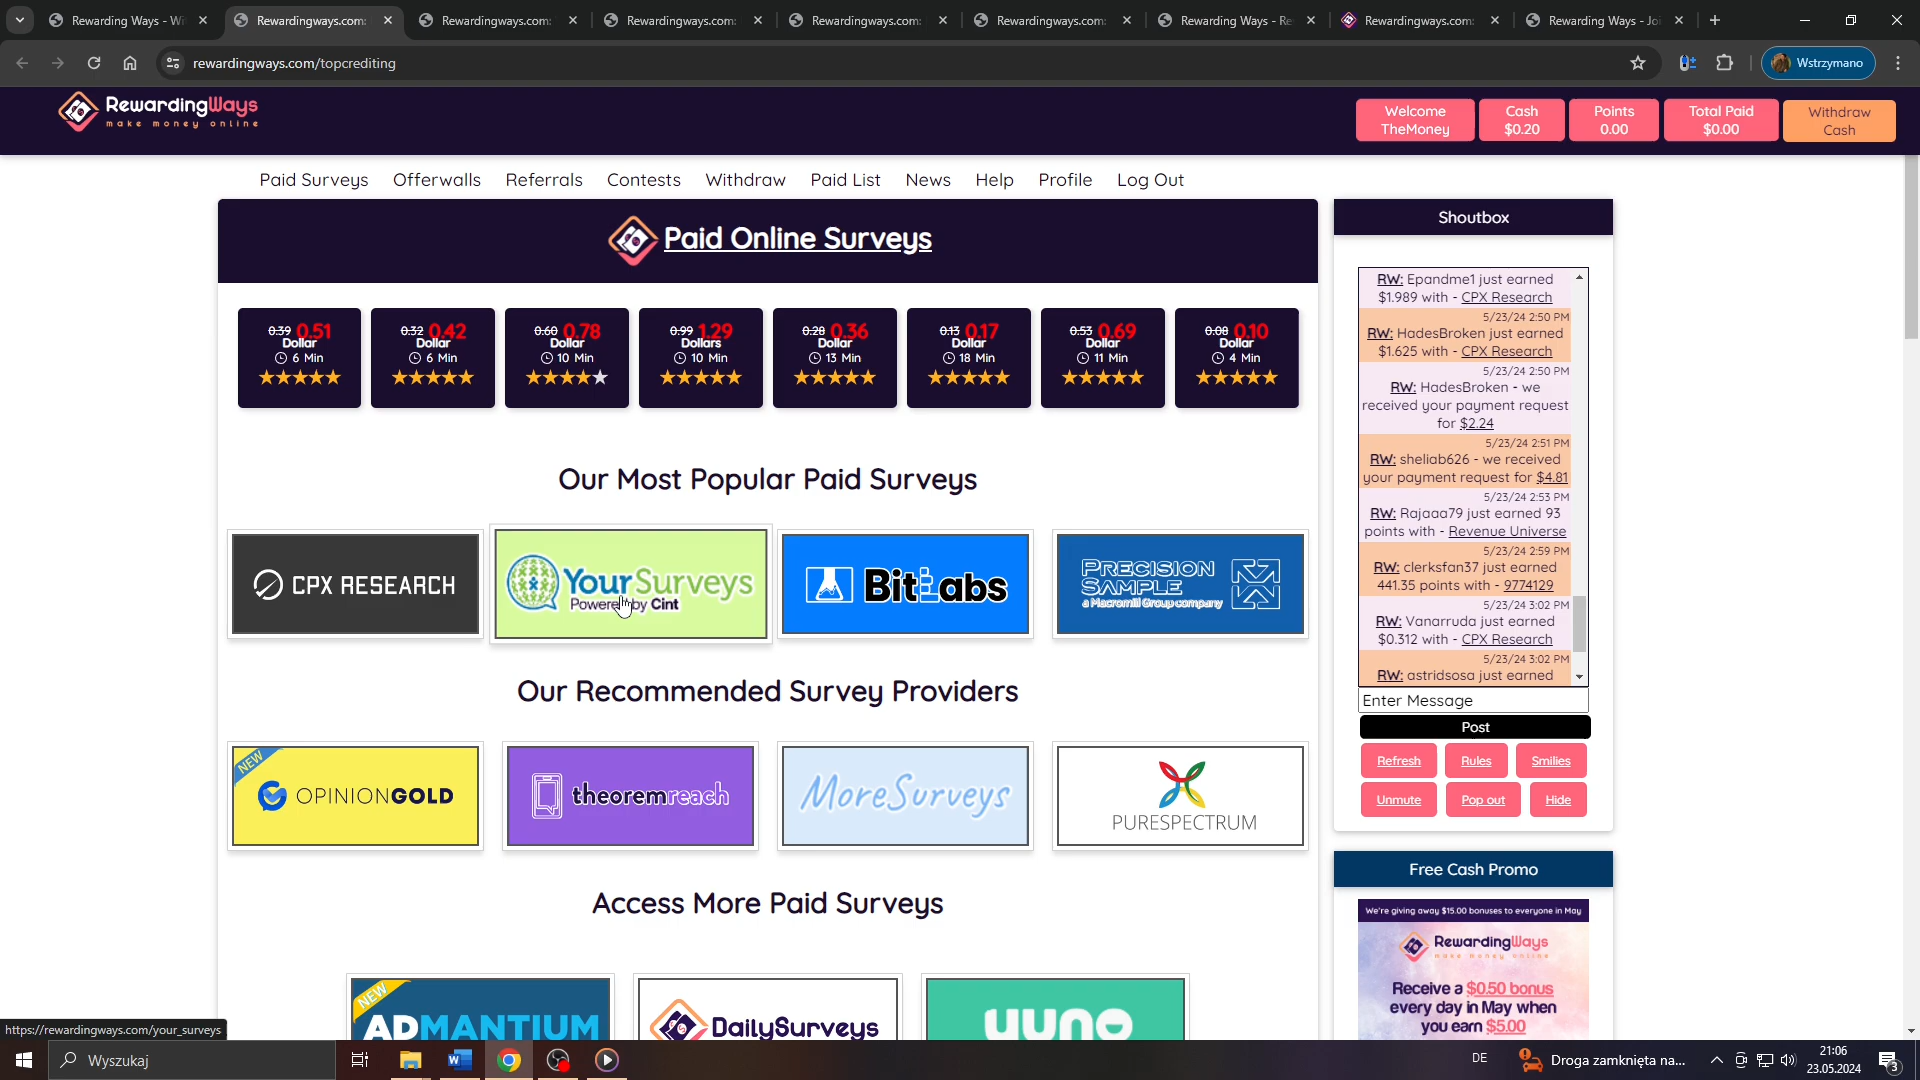 Rewarding Ways - Wi
Rewardingways.com:
Rewardingways.com:
Rewardingways.com:
Rewardingways.com:
Rewardingways.com:
Rewarding Ways - Re
Rewardingways.com:
Rewarding Ways - Joi
rewardingways.com/topcrediting
Wstrzymano
RewardingWays
make money online
Welcome
TheMoney
Cash
$0.20
Points
0.00
Total Paid
$0.00
Withdraw
Cash
Paid Surveys
Offerwalls
Referrals
Contests
Withdraw
Paid List
News
Help
Profile
Log Out
Paid Online Surveys
0.39 0.51
Dollar
6 Min
0.32 0.42
Dollar
6 Min
0.60 0.78
Dollar
10 Min
0.99 1.29
Dollars
10 Min
0.28 0.36
Dollar
13 Min
0.13 0.17
Dollar
18 Min
0.53 0.69
Dollar
11 Min
0.08 0.10
Dollar
4 Min
Our Most Popular Paid Surveys
CPX RESEARCH
YourSurveys
Powered by Cint
BitLabs
PRECISION
SAMPLE
a Macromill Group company
Our Recommended Survey Providers
NEW
OPINIONGOLD
theoremreach
MoreSurveys
PURESPECTRUM
Access More Paid Surveys
NEW
ADMANTIUM
DailySurveys
yuno
Shoutbox
RW: Epandme1 just earned
$1.989 with - CPX Research
5/23/24 2:50 PM
RW: HadesBroken just earned
$1.625 with - CPX Research
5/23/24 2:50 PM
RW: HadesBroken - we
received your payment request
for $2.24
5/23/24 2:51 PM
RW: sheliab626 - we received
your payment request for $4.81
5/23/24 2:53 PM
RW: Rajaaa79 just earned 93
points with - Revenue Universe
5/23/24 2:59 PM
RW: clerksfan37 just earned
441.35 points with - 9774129
5/23/24 3:02 PM
RW: Vanarruda just earned
$0.312 with - CPX Research
5/23/24 3:02 PM
RW: astridsosa just earned
Enter Message
Post
Refresh
Rules
Smilies
Unmute
Pop out
Hide
Free Cash Promo
We're giving away $15.00 bonuses to everyone in May
RewardingWays
make money online
Receive a $0.50 bonus
every day in May when
you earn $5.00
https://rewardingways.com/your_surveys
Wyszukaj
DE
Droga zamknięta na...
21:06
23.05.2024
3